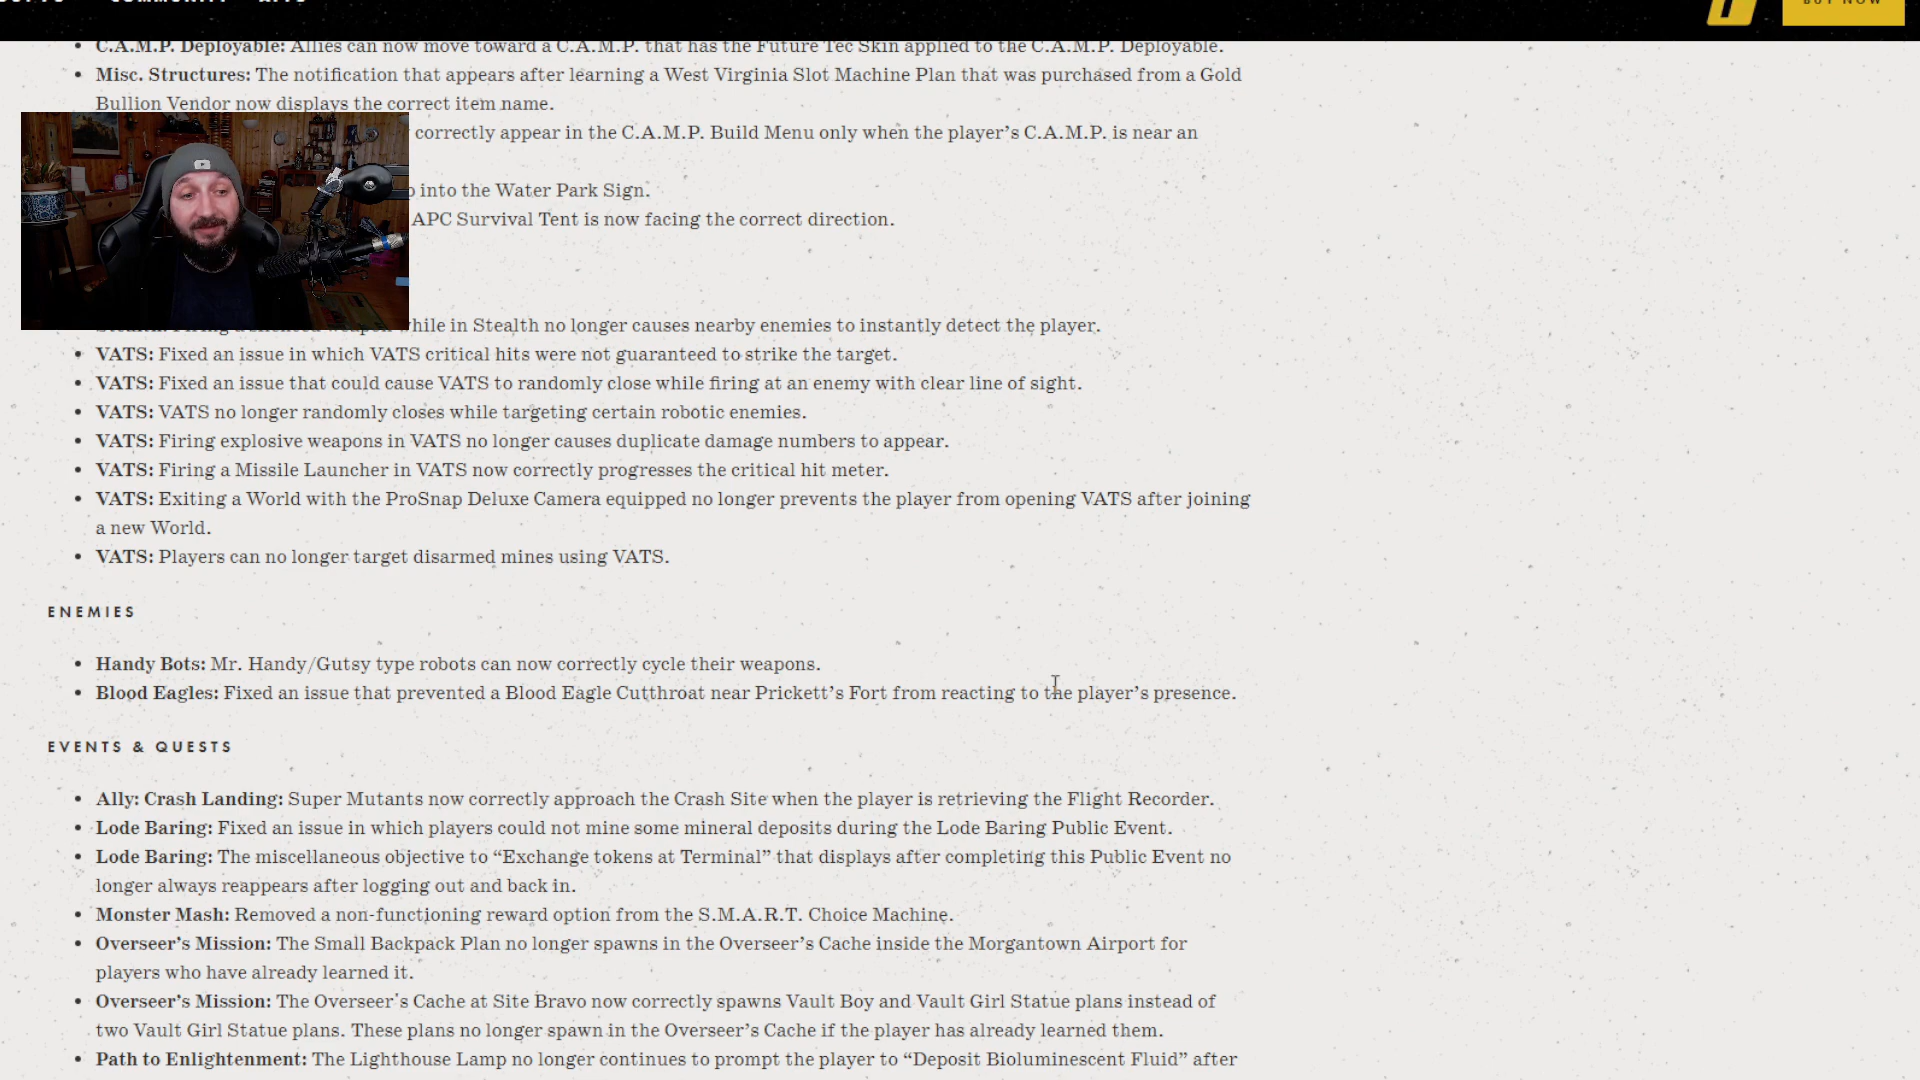 BUY NOW
C.A.M.P. Deployable: Allies can now move toward a C.A.M.P. that has the Future Tec Skin applied to the C.A.M.P. Deployable.
Misc. Structures: The notification that appears after learning a West Virginia Slot Machine Plan that was purchased from a Gold
Bullion Vendor now displays the correct item name.
correctly appear in the C.A.M.P. Build Menu only when the player’s C.A.M.P. is near an
into the Water Park Sign.
APC Survival Tent is now facing the correct direction.
while in Stealth no longer causes nearby enemies to instantly detect the player.
VATS: Fixed an issue in which VATS critical hits were not guaranteed to strike the target.
VATS: Fixed an issue that could cause VATS to randomly close while firing at an enemy with clear line of sight.
VATS: VATS no longer randomly closes while targeting certain robotic enemies.
VATS: Firing explosive weapons in VATS no longer causes duplicate damage numbers to appear.
VATS: Firing a Missile Launcher in VATS now correctly progresses the critical hit meter.
VATS: Exiting a World with the ProSnap Deluxe Camera equipped no longer prevents the player from opening VATS after joining
a new World.
VATS: Players can no longer target disarmed mines using VATS.
ENEMIES
Handy Bots: Mr. Handy/Gutsy type robots can now correctly cycle their weapons.
Blood Eagles: Fixed an issue that prevented a Blood Eagle Cutthroat near Prickett’s Fort from reacting to the player’s presence.
EVENTS & QUESTS
Ally: Crash Landing: Super Mutants now correctly approach the Crash Site when the player is retrieving the Flight Recorder.
Lode Baring: Fixed an issue in which players could not mine some mineral deposits during the Lode Baring Public Event.
Lode Baring: The miscellaneous objective to “Exchange tokens at Terminal” that displays after completing this Public Event no
longer always reappears after logging out and back in.
Monster Mash: Removed a non-functioning reward option from the S.M.A.R.T. Choice Machine.
Overseer’s Mission: The Small Backpack Plan no longer spawns in the Overseer’s Cache inside the Morgantown Airport for
players who have already learned it.
Overseer’s Mission: The Overseer’s Cache at Site Bravo now correctly spawns Vault Boy and Vault Girl Statue plans instead of
two Vault Girl Statue plans. These plans no longer spawn in the Overseer’s Cache if the player has already learned them.
Path to Enlightenment: The Lighthouse Lamp no longer continues to prompt the player to “Deposit Bioluminescent Fluid” after